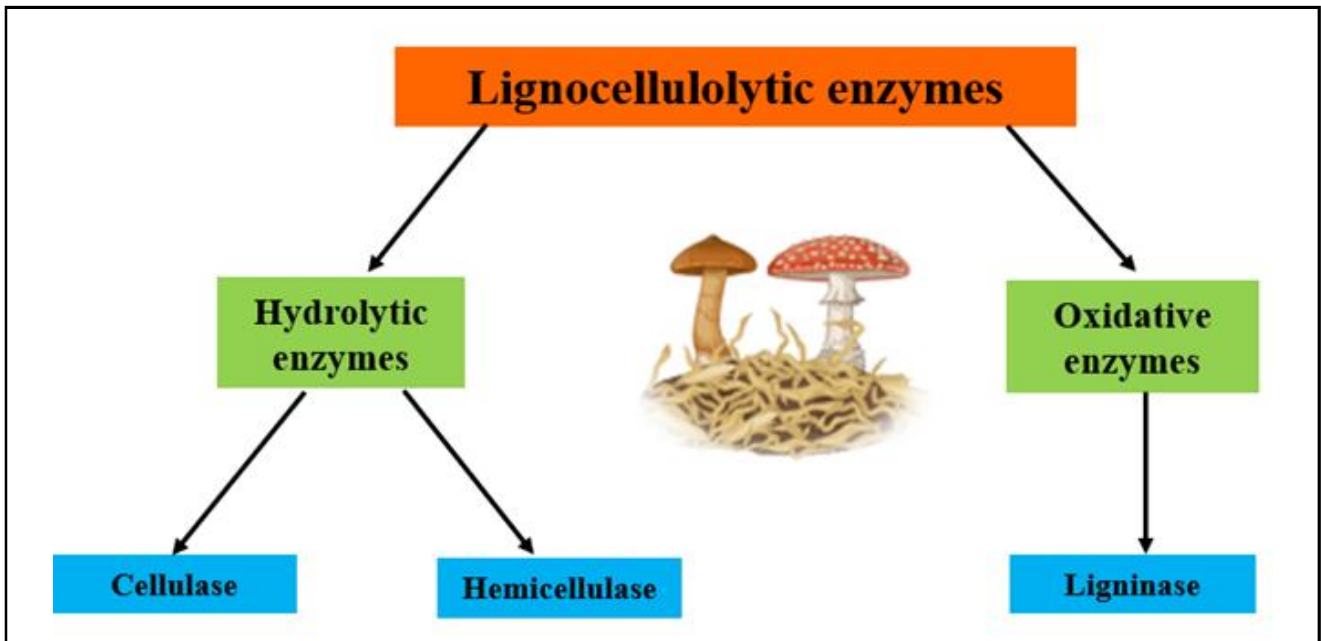 Lignocellulolytic enzymes
Hydrolytic
enzymes
Oxidative
enzymes
Cellulase
Hemicellulase
Ligninase